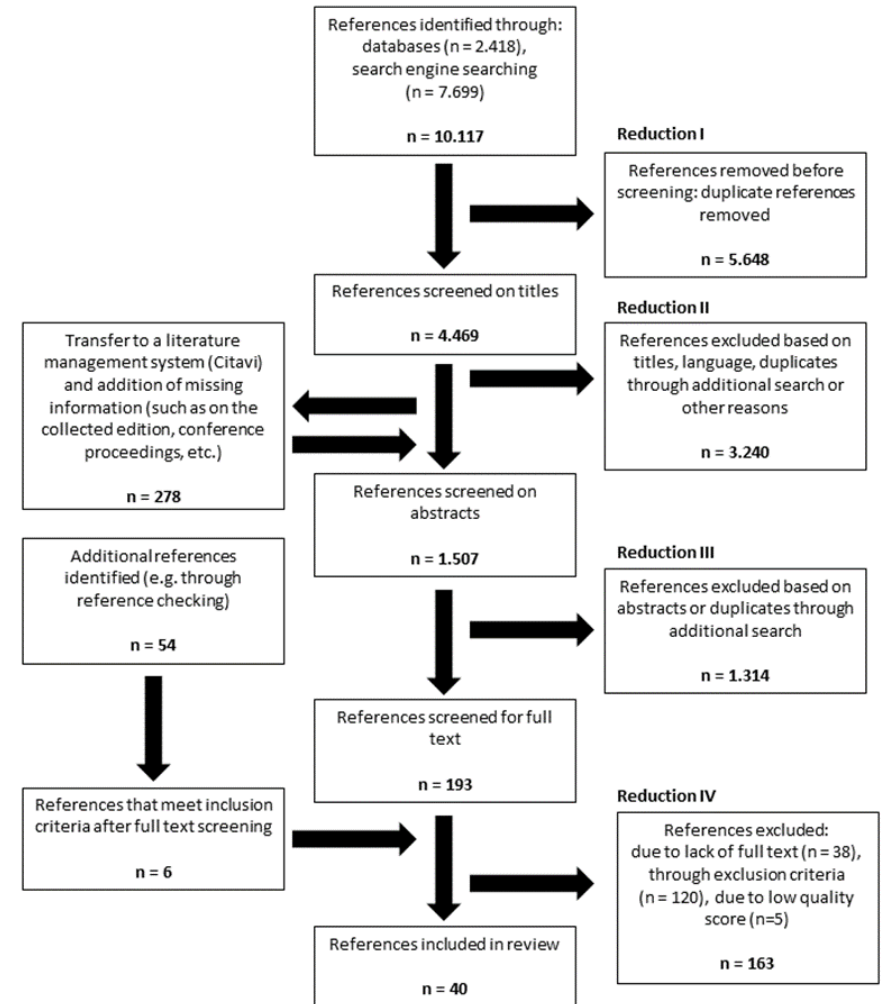 References identified through:
databases (n = 2.418),
search engine searching
(n = 7.699)
n = 10.117
Reduction I
References removed before
screening: duplicate references
removed
n = 5.648
References screened on titles
n = 4.469
Reduction II
References excluded based on
titles, language, duplicates
through additional search or
other reasons
n = 3.240
Transfer to a literature
management system (Citavi)
and addition of missing
information (such as on the
collected edition, conference
proceedings, etc.)
n = 278
References screened on
abstracts
n = 1.507
Reduction III
References excluded based on
abstracts or duplicates through
additional search
n = 1.314
Additional references
identified (e.g. through
reference checking)
n = 54
References screened for full
text
n = 193
References that meet inclusion
criteria after full text screening
n = 6
Reduction IV
References excluded:
due to lack of full text (n = 38),
through exclusion criteria
(n = 120), due to low quality
score (n=5)
n = 163
References included in review
n = 40